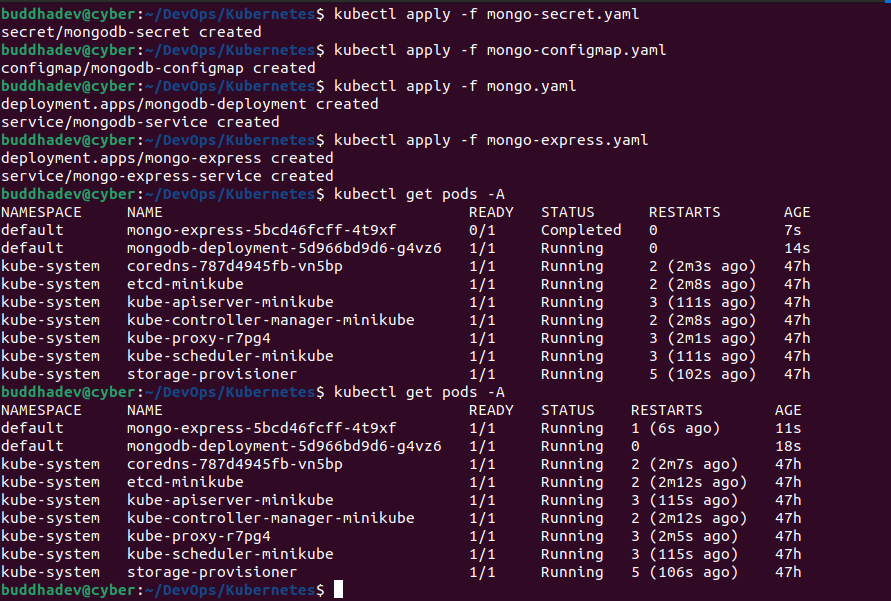 buddhadev@cyber:~/DevOps/Kubernetes$ kubectl apply -f mongo-secret.yaml
secret/mongodb-secret created
buddhadev@cyber:~/DevOps/Kubernetes$ kubectl apply -f mongo-configmap.yaml
configmap/mongodb-configmap created
buddhadev@cyber:~/DevOps/Kubernetes$ kubectl apply -f mongo.yaml
deployment.apps/mongodb-deployment created
service/mongodb-service created
buddhadev@cyber:~/DevOps/Kubernetes$ kubectl apply -f mongo-express.yaml
deployment.apps/mongo-express created
service/mongo-express-service created
buddhadev@cyber:~/DevOps/Kubernetes$ kubectl get pods -A
NAMESPACE     NAME                                  READY   STATUS      RESTARTS       AGE
default       mongo-express-5bcd46fcff-4t9xf        0/1     Completed   0              7s
default       mongodb-deployment-5d966bd9d6-g4vz6   1/1     Running     0              14s
kube-system   coredns-787d4945fb-vn5bp              1/1     Running     2 (2m3s ago)   47h
kube-system   etcd-minikube                         1/1     Running     2 (2m8s ago)   47h
kube-system   kube-apiserver-minikube               1/1     Running     3 (111s ago)   47h
kube-system   kube-controller-manager-minikube      1/1     Running     2 (2m8s ago)   47h
kube-system   kube-proxy-r7pg4                      1/1     Running     3 (2m1s ago)   47h
kube-system   kube-scheduler-minikube               1/1     Running     3 (111s ago)   47h
kube-system   storage-provisioner                   1/1     Running     5 (102s ago)   47h
buddhadev@cyber:~/DevOps/Kubernetes$ kubectl get pods -A
NAMESPACE     NAME                                  READY   STATUS    RESTARTS        AGE
default       mongo-express-5bcd46fcff-4t9xf        1/1     Running   1 (6s ago)      11s
default       mongodb-deployment-5d966bd9d6-g4vz6   1/1     Running   0               18s
kube-system   coredns-787d4945fb-vn5bp              1/1     Running   2 (2m7s ago)    47h
kube-system   etcd-minikube                         1/1     Running   2 (2m12s ago)   47h
kube-system   kube-apiserver-minikube               1/1     Running   3 (115s ago)    47h
kube-system   kube-controller-manager-minikube      1/1     Running   2 (2m12s ago)   47h
kube-system   kube-proxy-r7pg4                      1/1     Running   3 (2m5s ago)    47h
kube-system   kube-scheduler-minikube               1/1     Running   3 (115s ago)    47h
kube-system   storage-provisioner                   1/1     Running   5 (106s ago)    47h
buddhadev@cyber:~/DevOps/Kubernetes$